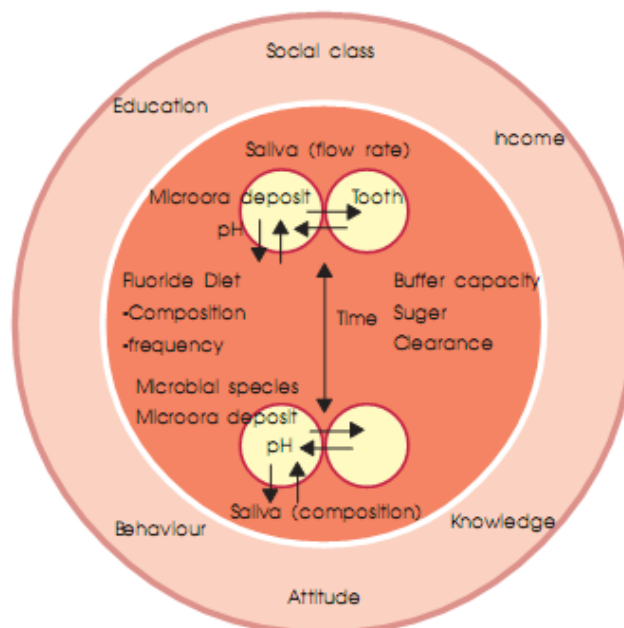 Social class
Education
Income
Saliva (flow rate)
Microora deposit
Tooth
pH
Fluoride Diet
-Composition
-frequency
Buffer capacity
Suger
Clearance
Time
Microbial species
Microora deposit
pH
Saliva (composition)
Behaviour
Knowledge
Attitude